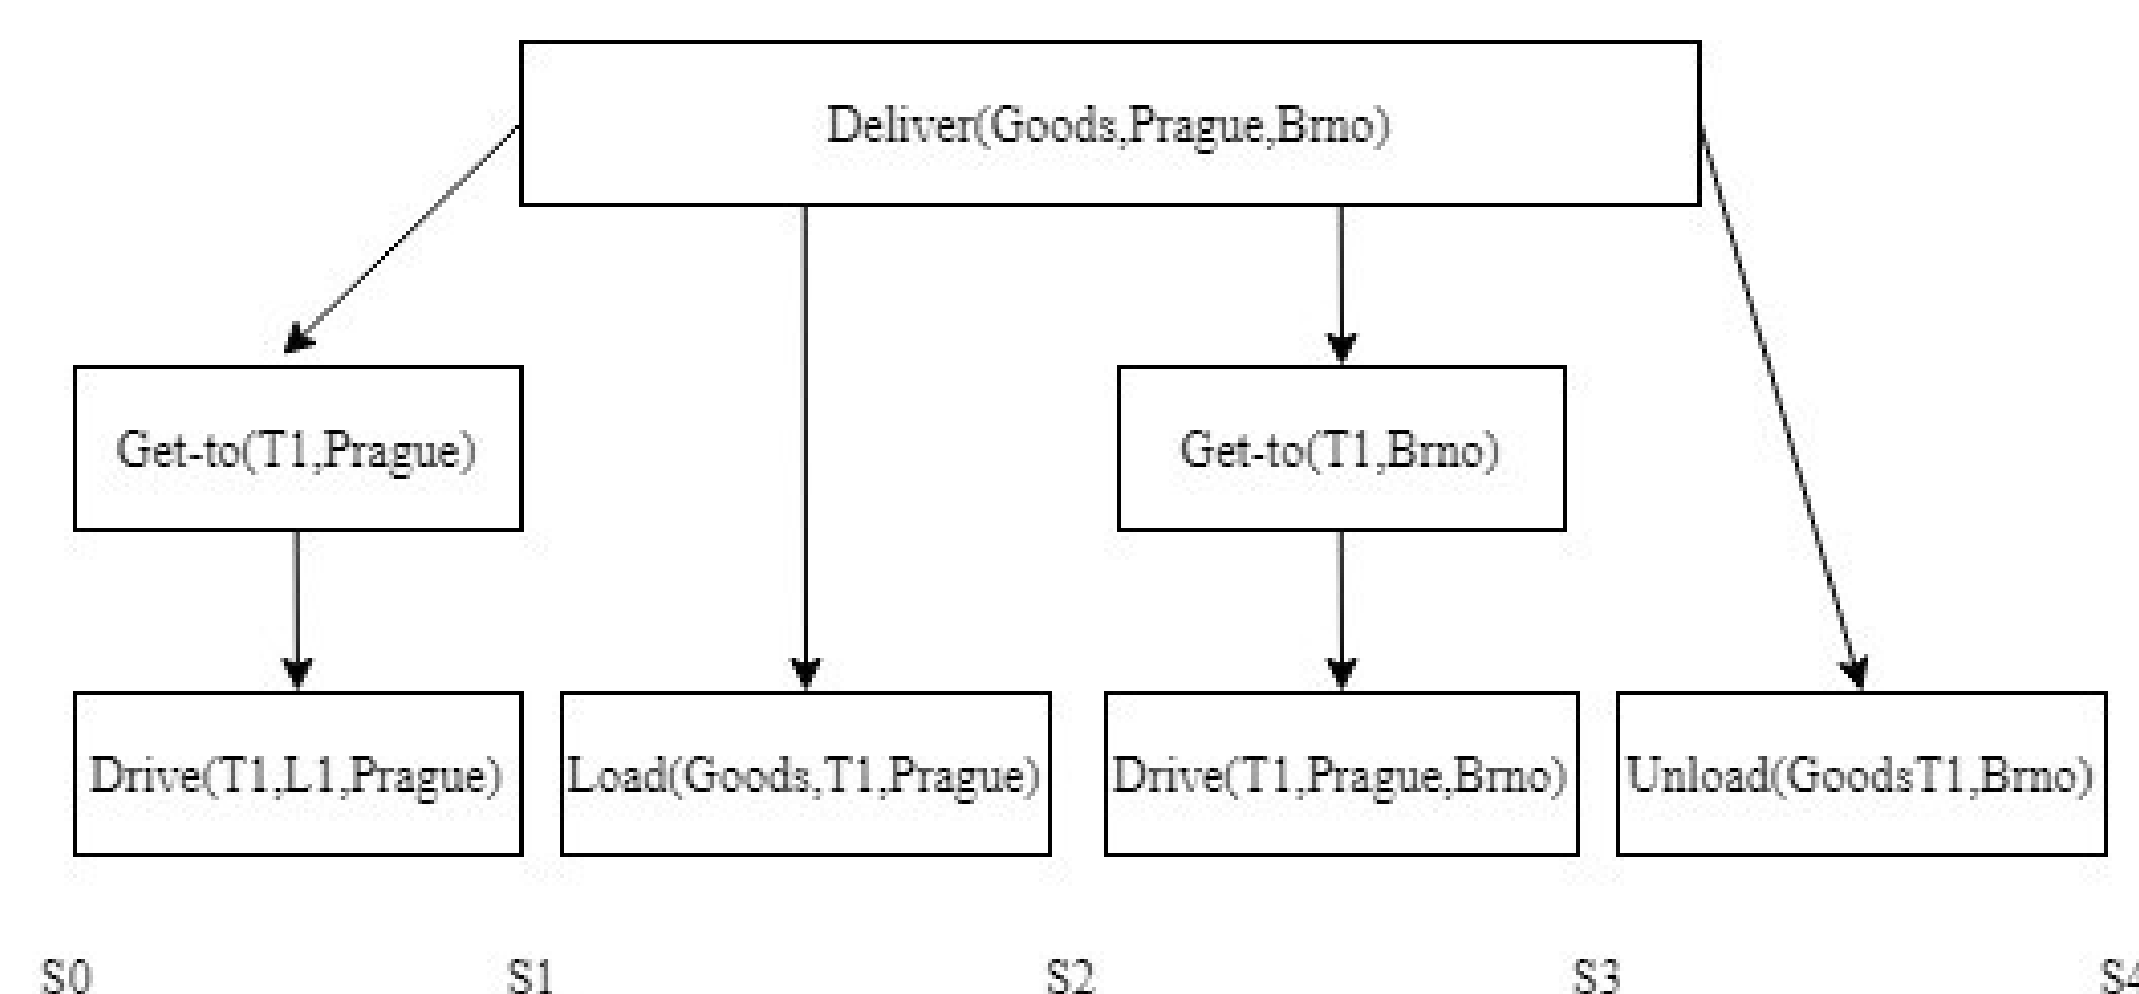 Deliver(Goods,Prague,Brno)
Get-to(T1,Prague)
Get-to(T1,Brno)
Drive(T1,L1,Prague)
Load(Goods,T1,Prague)
Drive(T1,Prague,Brno)
Unload(GoodsT1,Brno)
S0
S1
S2
S3
S4